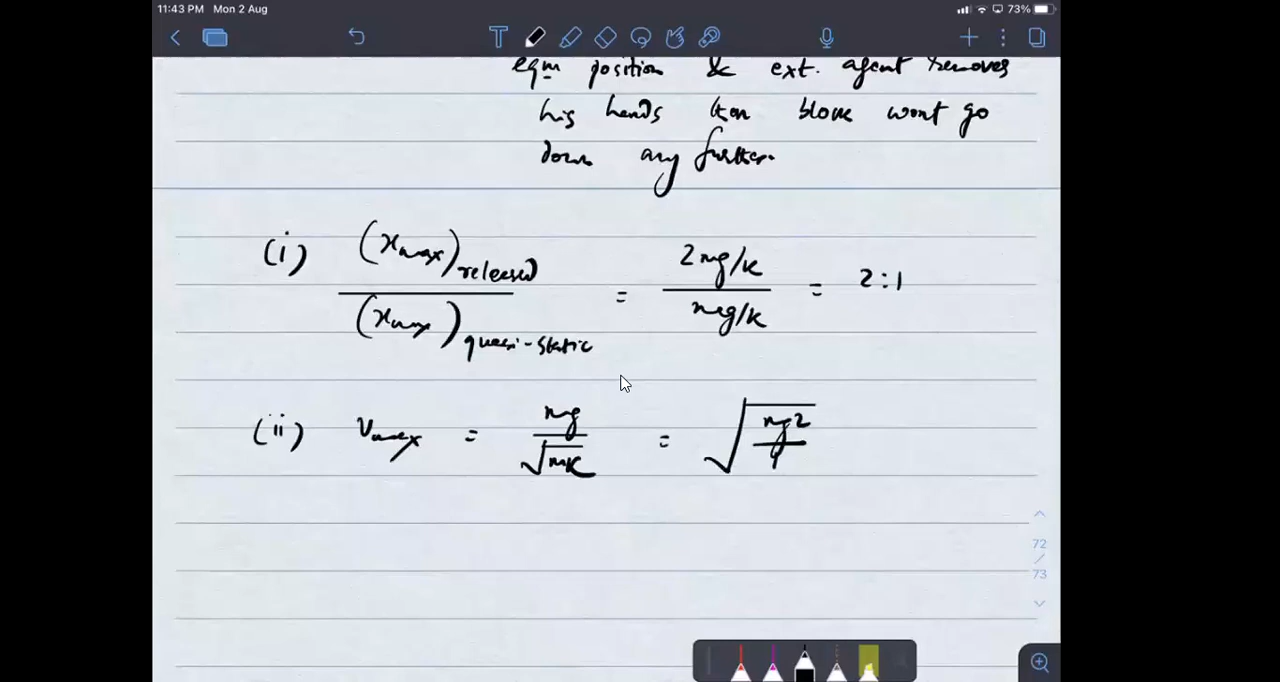 11:43 PM Mon 2 Aug 73%
eqm position & ext. agent removes
his hands then block wont go
down any further.
(i) (xmax)released / (xmax)quasi-static = 2mg/K / mg/K = 2:1
(ii) vmax = mg / √mK = √mg2
72
/
73